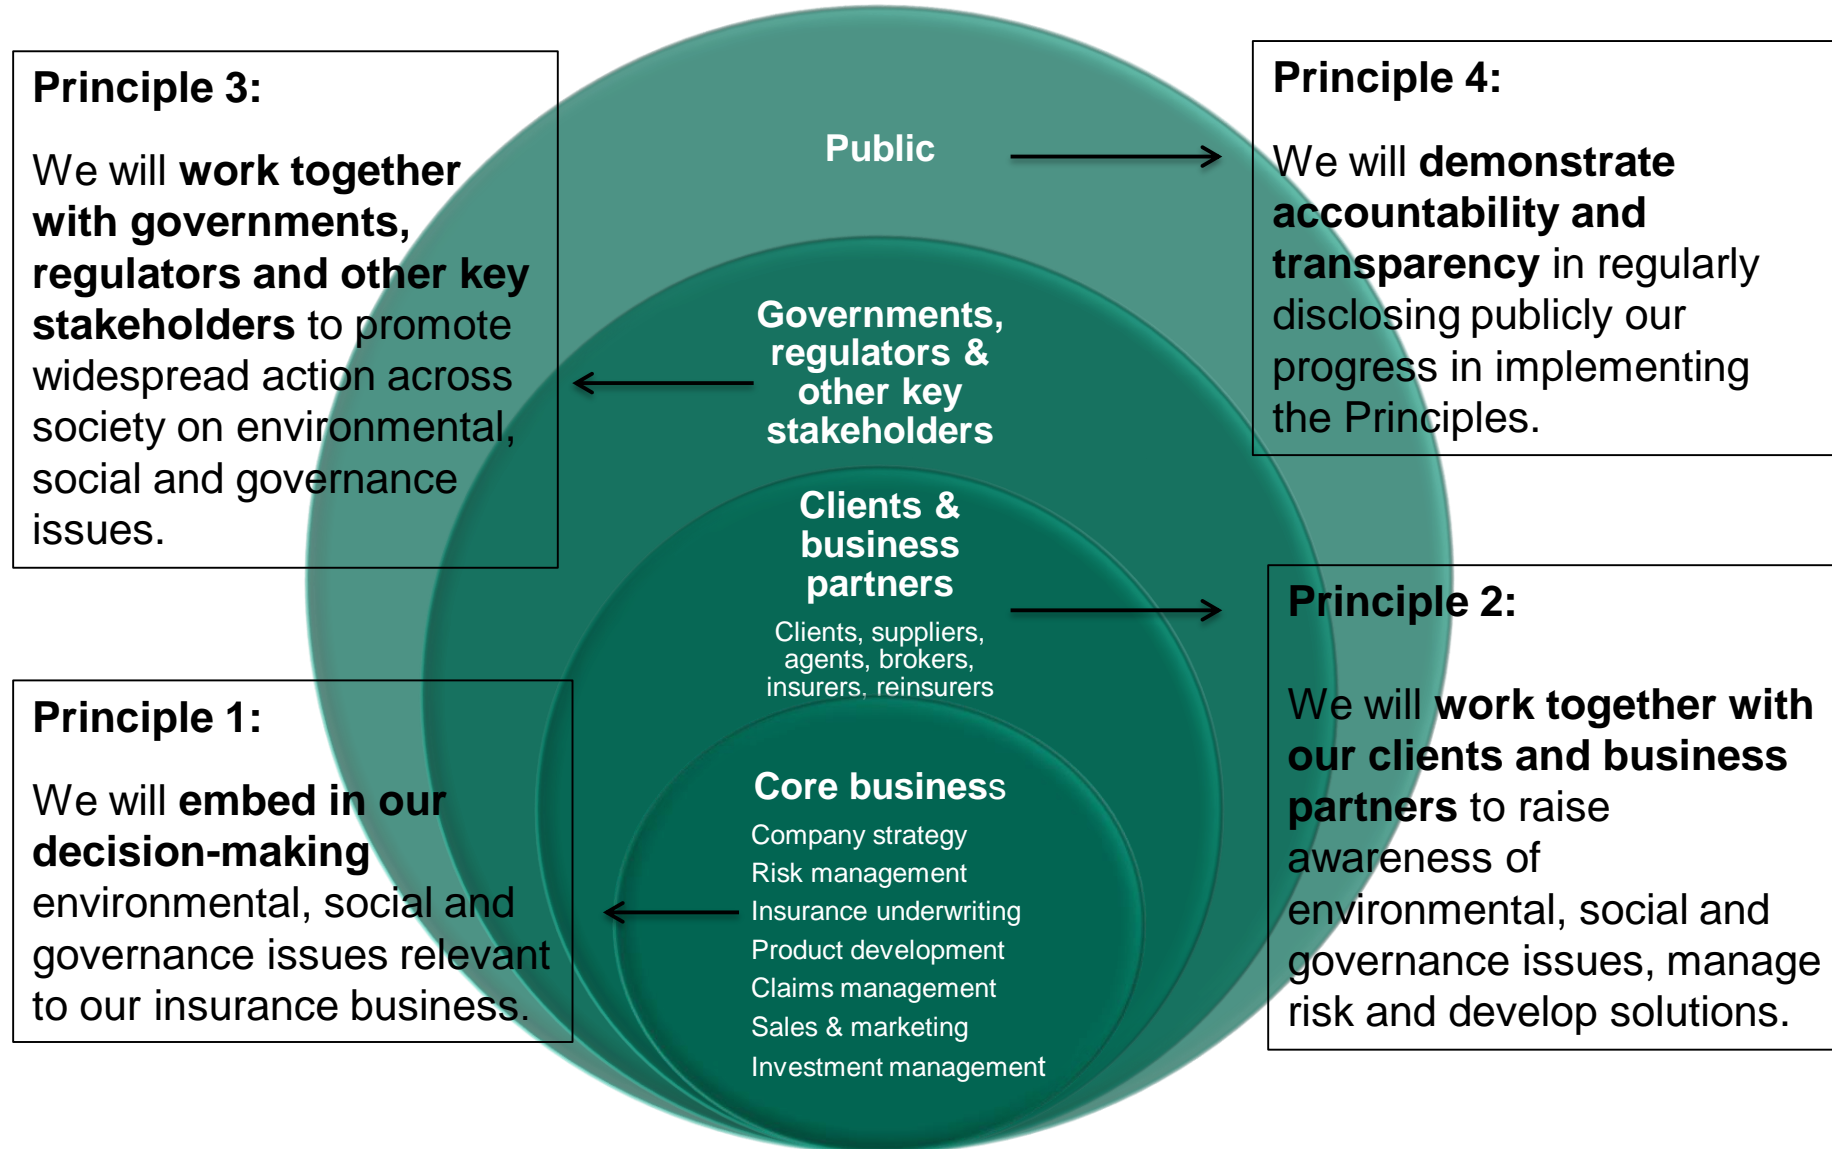 Principle 3:
We will work together
with governments,
regulators and other key
stakeholders to promote
widespread action across
society on environmental,
social and governance
issues.
Public
Principle 4:
We will demonstrate
accountability and
transparency in regularly
disclosing publicly our
progress in implementing
the Principles.
Governments,
regulators &
other key
stakeholders
Clients &
business
partners
Clients, suppliers,
agents, brokers,
insurers, reinsurers
Principle 1:
We will embed in our
decision-making
environmental, social and
governance issues relevant
to our insurance business.
Core business
Company strategy
Risk management
Insurance underwriting
Product development
Claims management
Sales & marketing
Investment management
Principle 2:
We will work together with
our clients and business
partners to raise
awareness of
environmental, social and
governance issues, manage
risk and develop solutions.